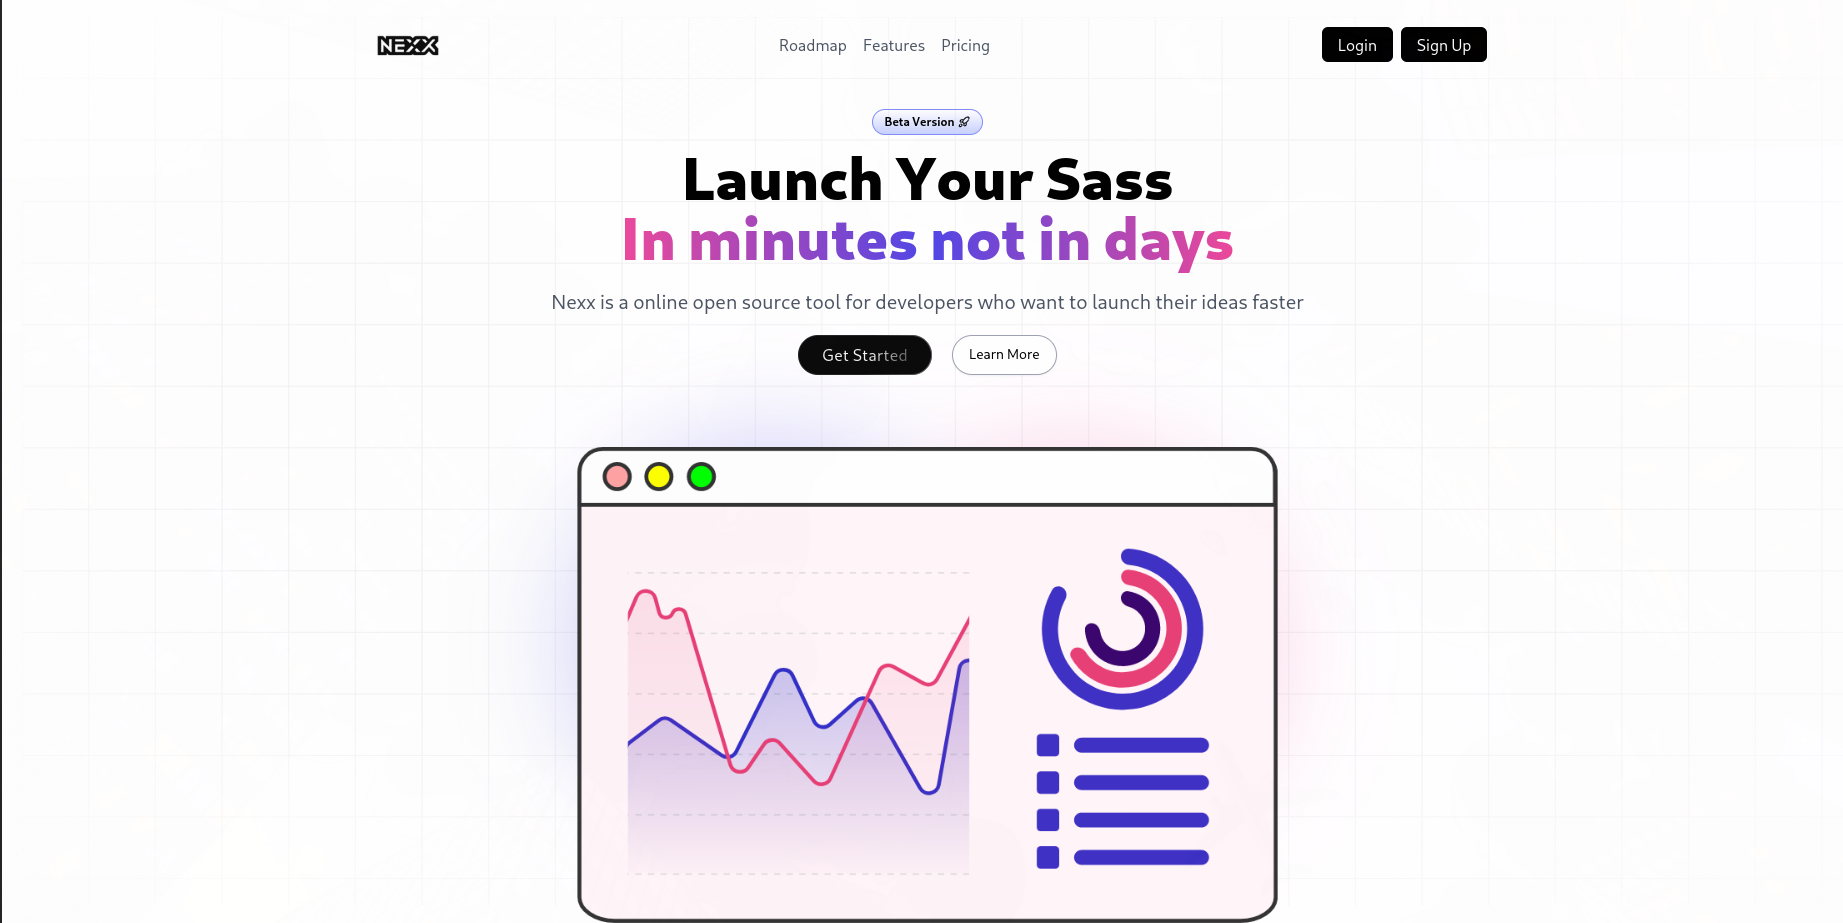 NEXX
Roadmap Features Pricing
Login Sign Up
Beta Version
Launch Your Sass
In minutes not in days
Nexx is a online open source tool for developers who want to launch their ideas faster
Get Started Learn More